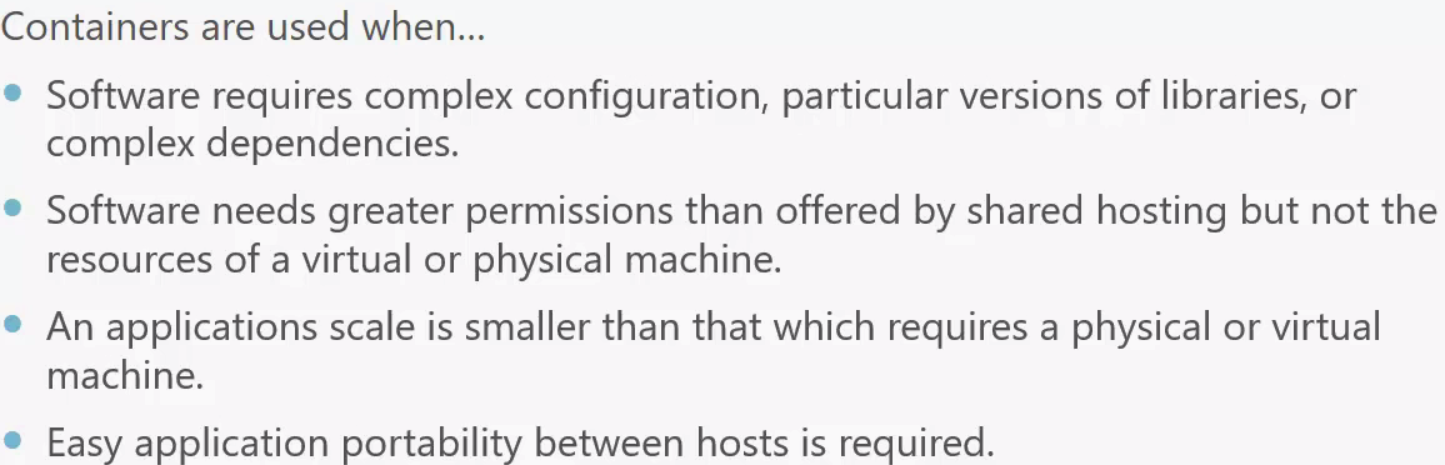 Containers are used when...
• Software requires complex configuration, particular versions of libraries, or
complex dependencies.
• Software needs greater permissions than offered by shared hosting but not the
resources of a virtual or physical machine.
• An applications scale is smaller than that which requires a physical or virtual
machine.
• Easy application portability between hosts is required.